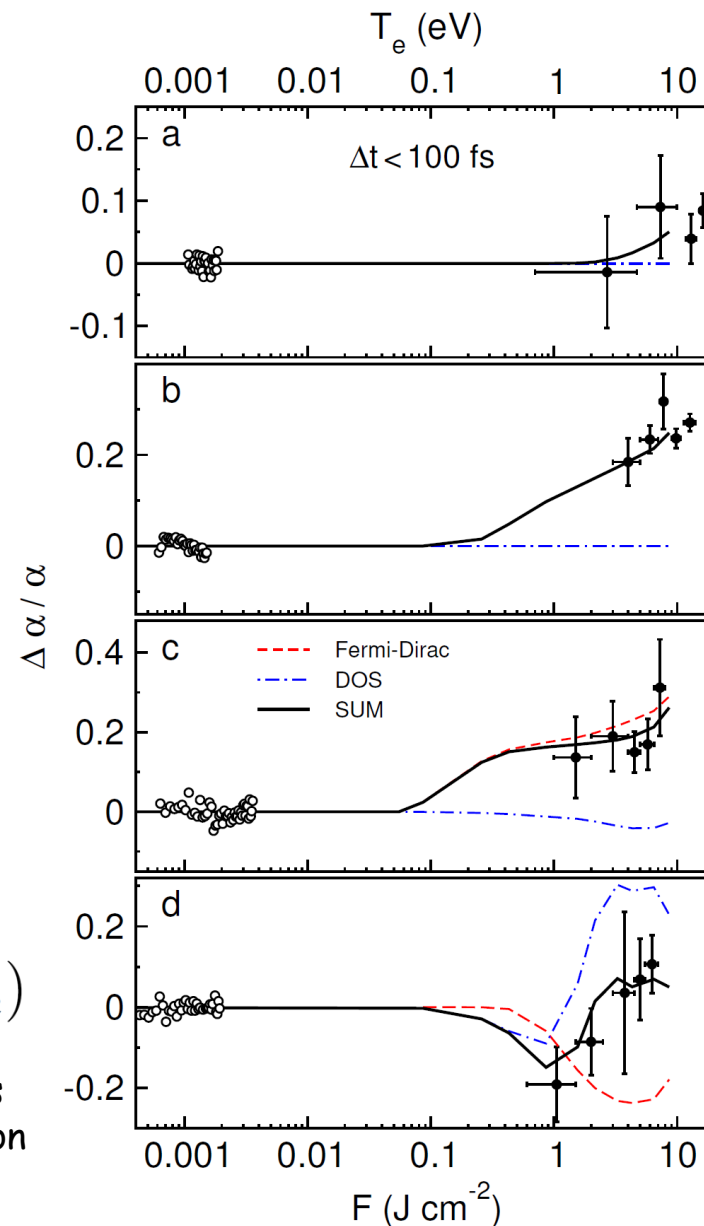 T_e (eV)
0.001 0.01 0.1 1 10
a
Δt < 100 fs
0.2
0.1
0
-0.1
b
0.2
0
Δ α / α
c
Fermi-Dirac
DOS
SUM
0.4
0.2
0
d
0.2
0
-0.2
)
on
0.001 0.01 0.1 1 10
F (J cm⁻²)